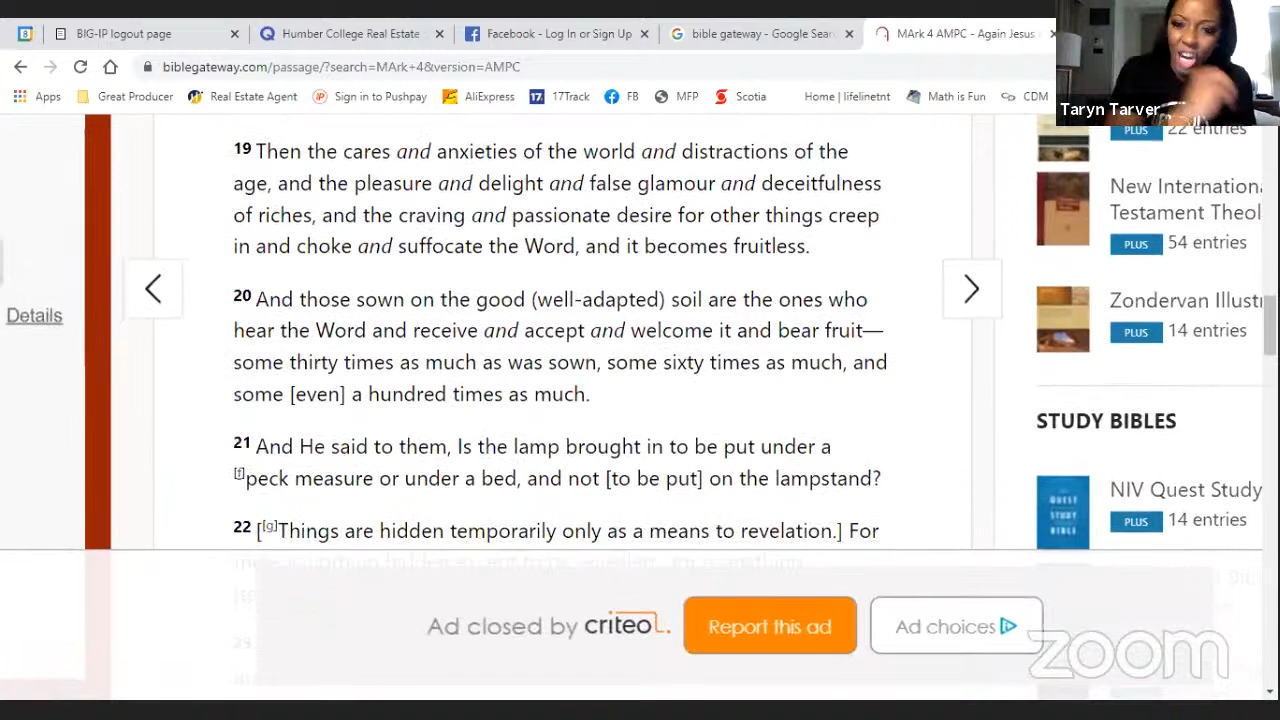 8
BIG-IP logout page ×
Humber College Real Estate ×
Facebook - Log In or Sign Up ×
bible gateway - Google Sear ×
MArk 4 AMPC - Again Jesus
biblegateway.com/passage/?search=MArk+4&version=AMPC
Apps
Great Producer
Real Estate Agent
Sign in to Pushpay
AliExpress
17 17Track
FB
MFP
Scotia
Home | lifelinetnt
Math is Fun
CDM
Taryn Tarver
19 Then the cares and anxieties of the world and distractions of the
age, and the pleasure and delight and false glamour and deceitfulness
of riches, and the craving and passionate desire for other things creep
in and choke and suffocate the Word, and it becomes fruitless.
20 And those sown on the good (well-adapted) soil are the ones who
hear the Word and receive and accept and welcome it and bear fruit—
some thirty times as much as was sown, some sixty times as much, and
some [even] a hundred times as much.
21 And He said to them, Is the lamp brought in to be put under a
[f]peck measure or under a bed, and not [to be put] on the lampstand?
22 [[g]Things are hidden temporarily only as a means to revelation.] For
Details
PLUS 22 entries
New Internationa
Testament Theol
PLUS 54 entries
Zondervan Illustr
PLUS 14 entries
STUDY BIBLES
NIV Quest Study
PLUS 14 entries
QUEST
STUDY
BIBLE
Ad closed by criteo.
Report this ad
Ad choices
zoom